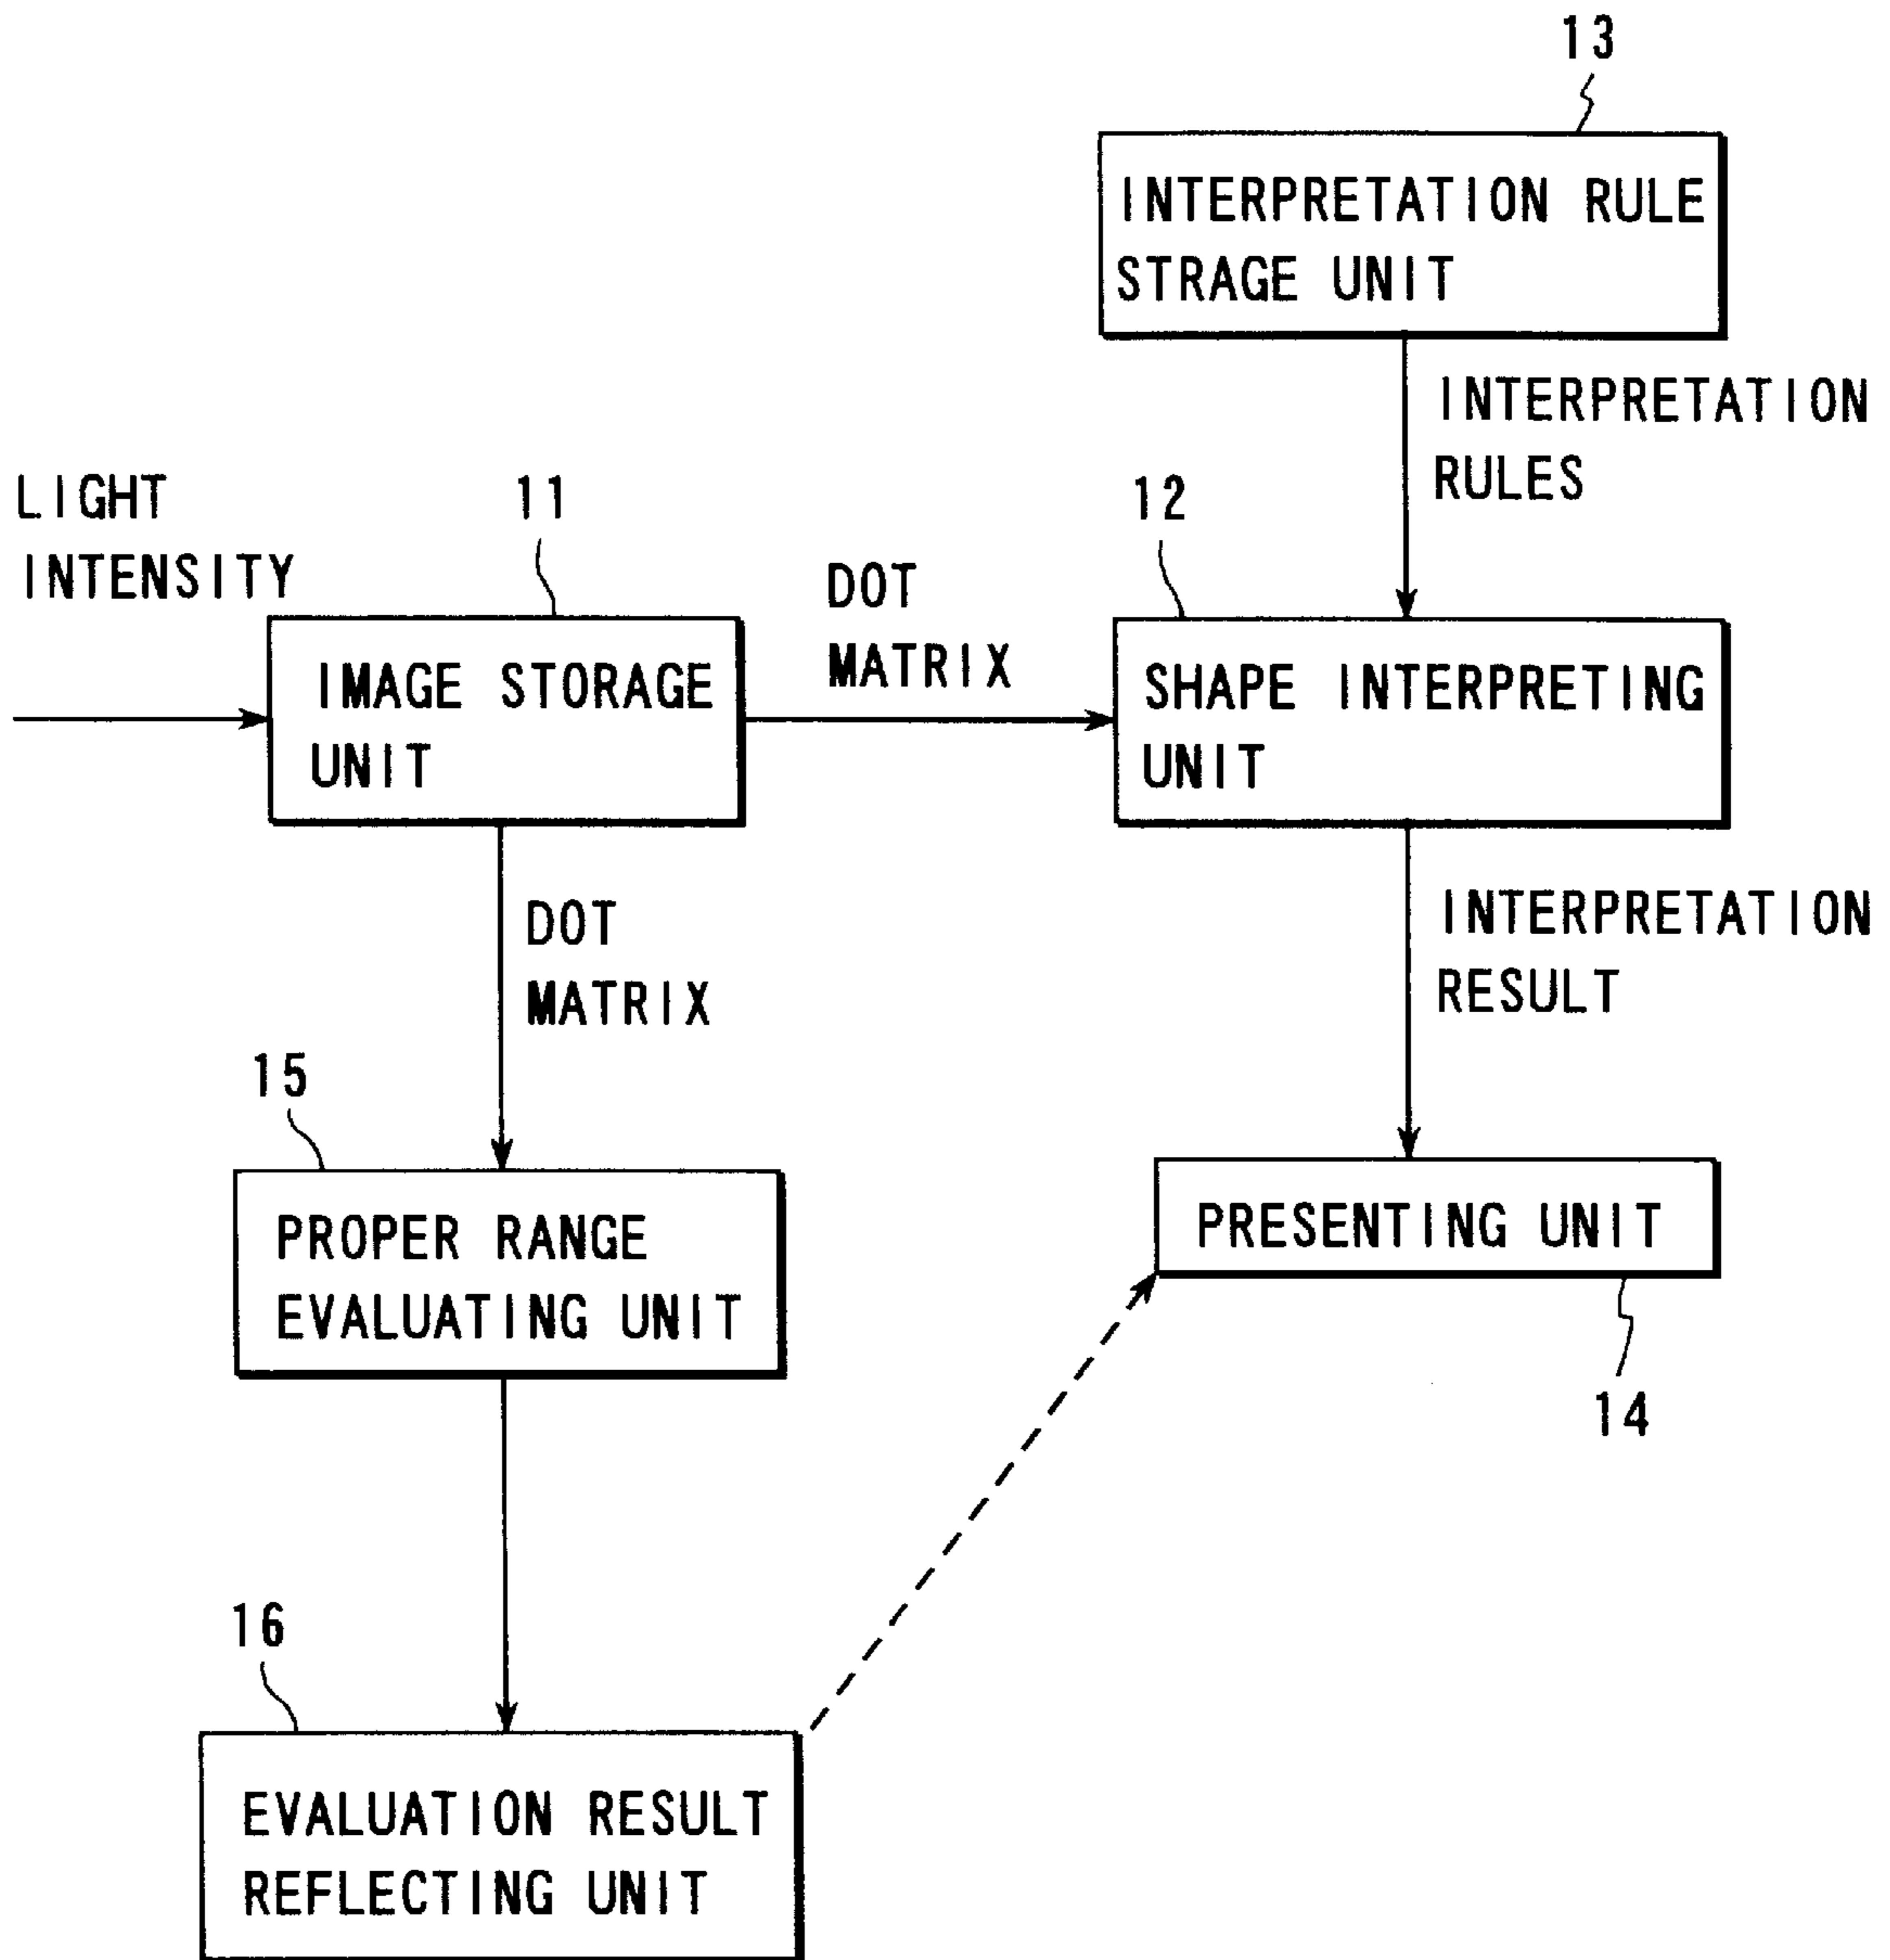 13
INTERPRETATION RULE
STRAGE UNIT
INTERPRETATION
RULES
LIGHT
INTENSITY
11
DOT
MATRIX
12
IMAGE STORAGE
UNIT
SHAPE INTERPRETING
UNIT
DOT
MATRIX
INTERPRETATION
RESULT
15
PROPER RANGE
EVALUATING UNIT
PRESENTING UNIT
14
16
EVALUATION RESULT
REFLECTING UNIT